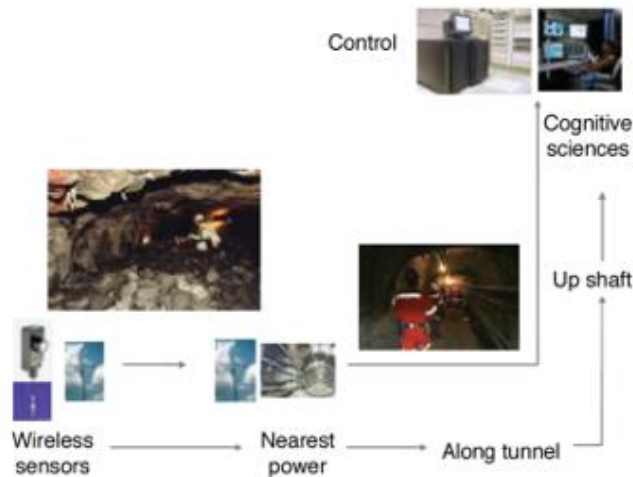 Control
Cognitive
sciences
Up shaft
Wireless
sensors
Nearest
power
Along tunnel